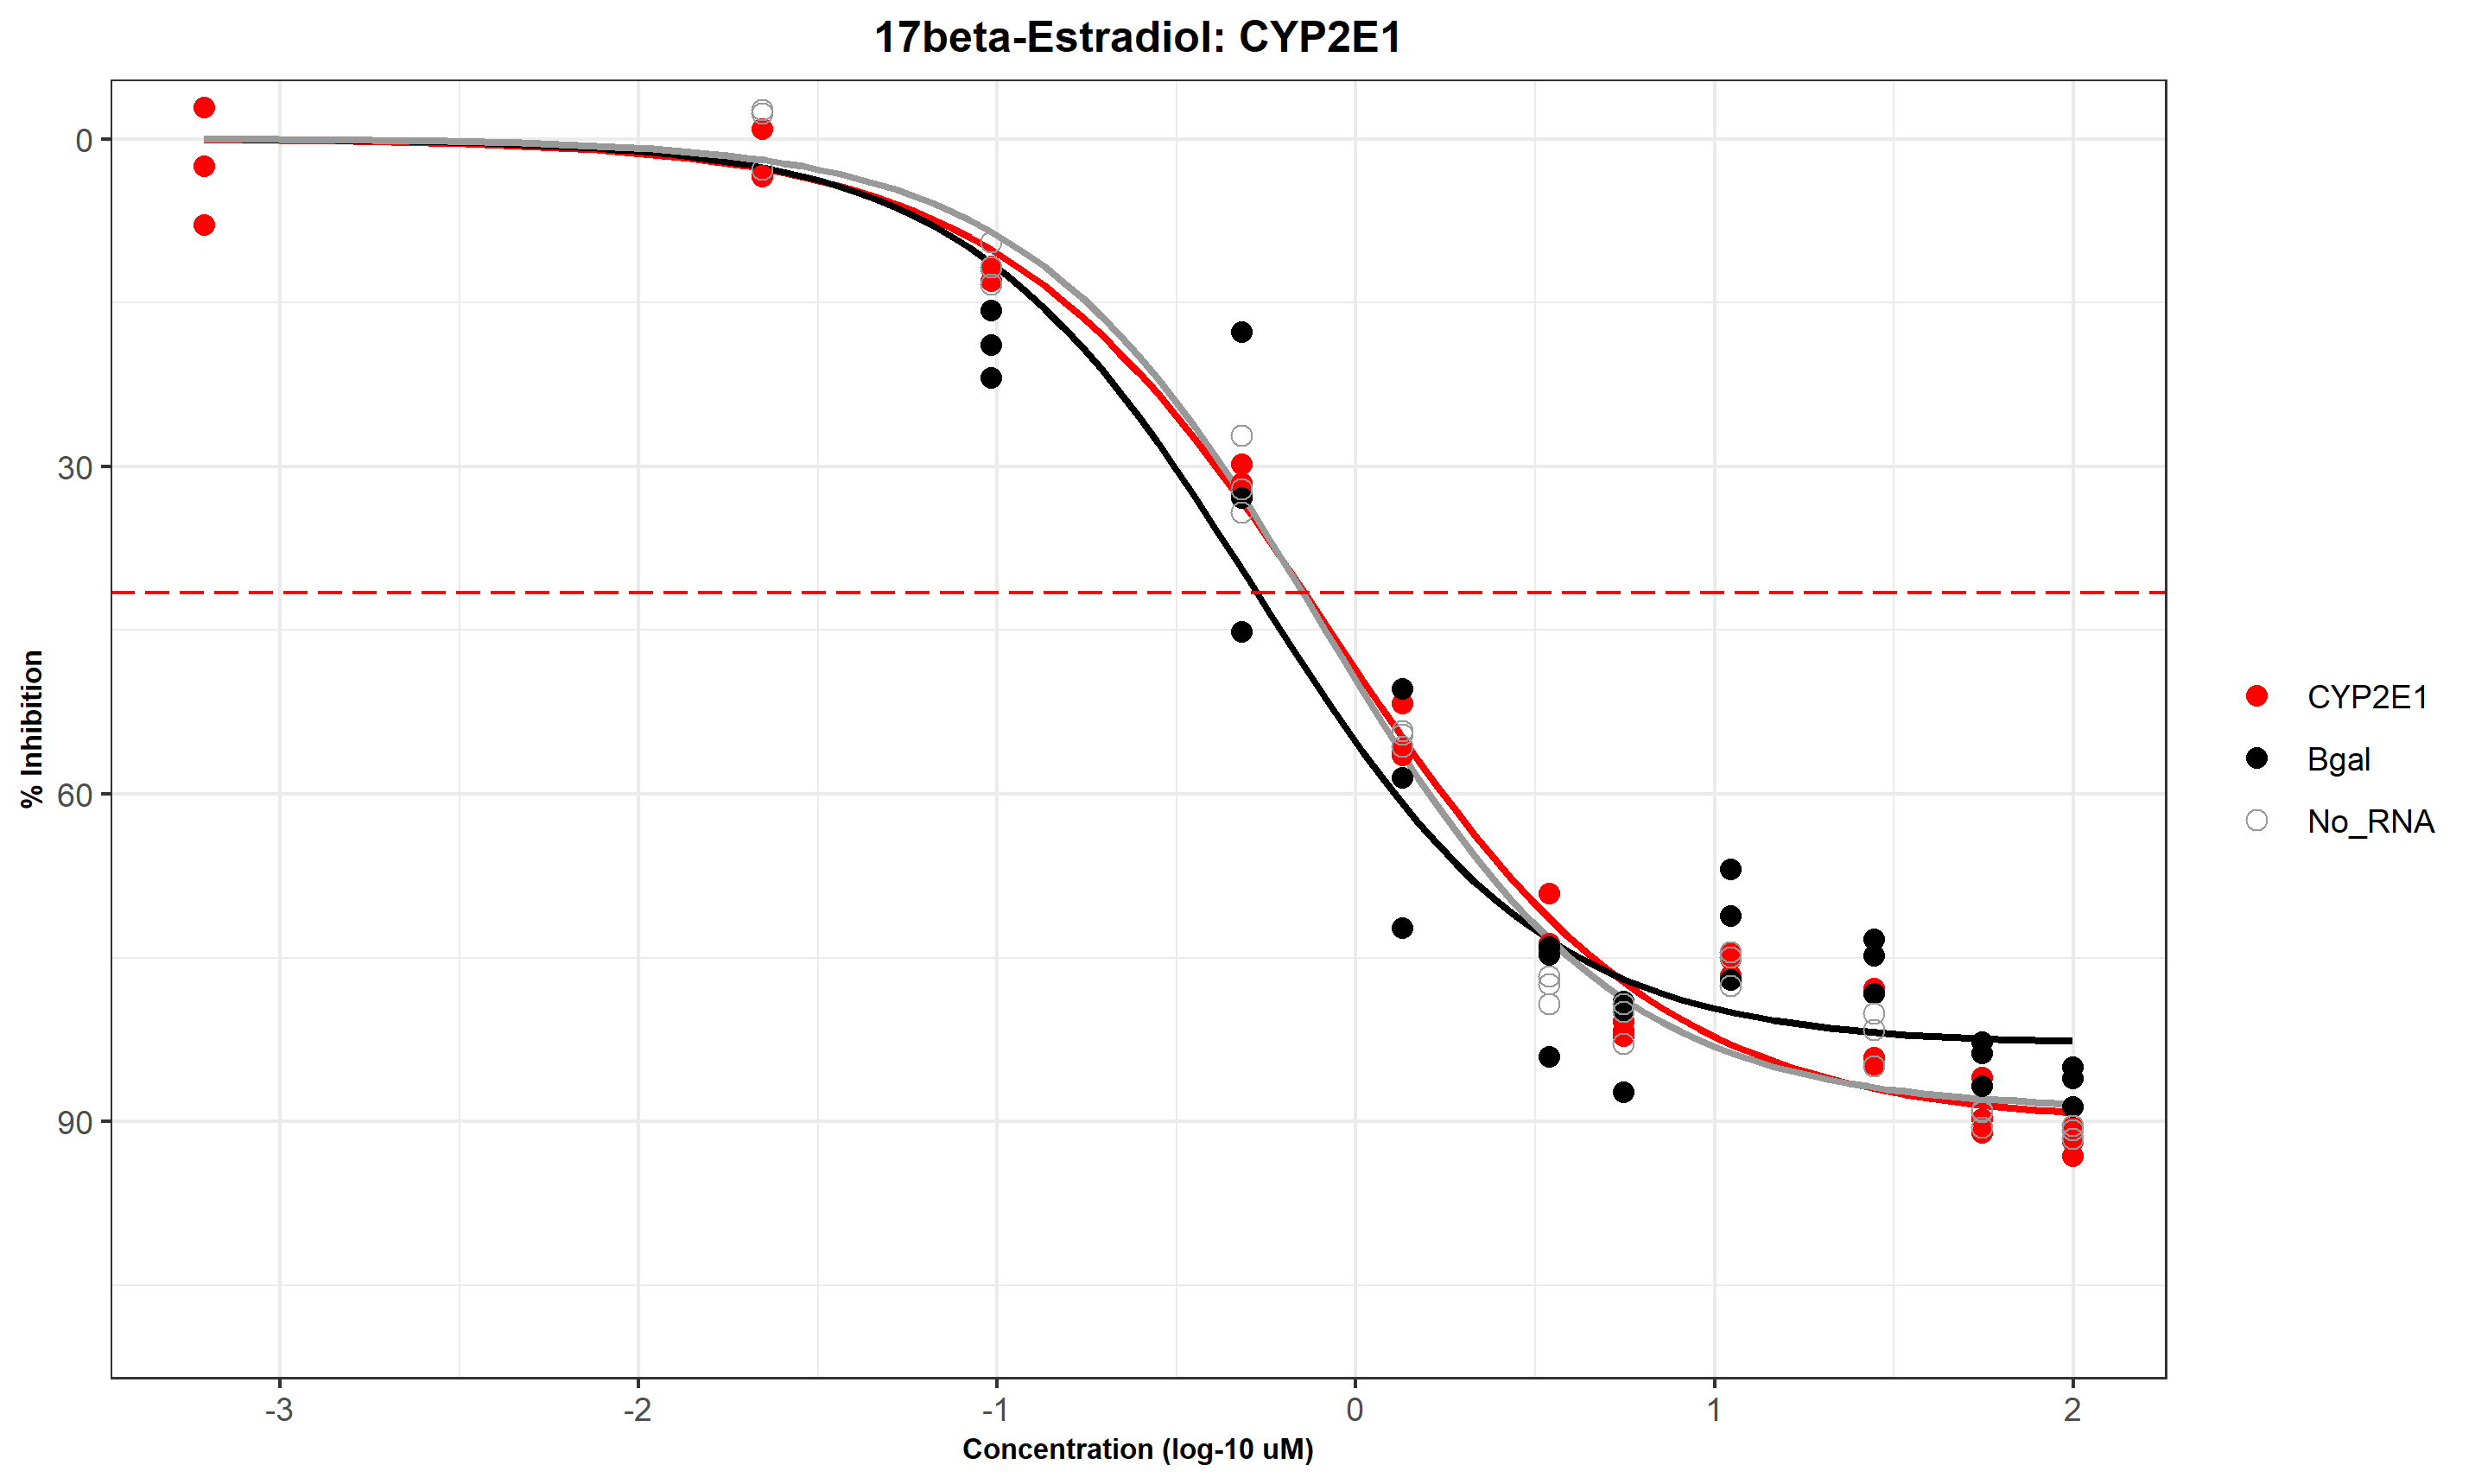 17beta-Estradiol: CYP2E1
% Inhibition
0
30
60
90
-3
-2
-1
0
1
2
Concentration (log-10 uM)
CYP2E1
Bgal
No_RNA